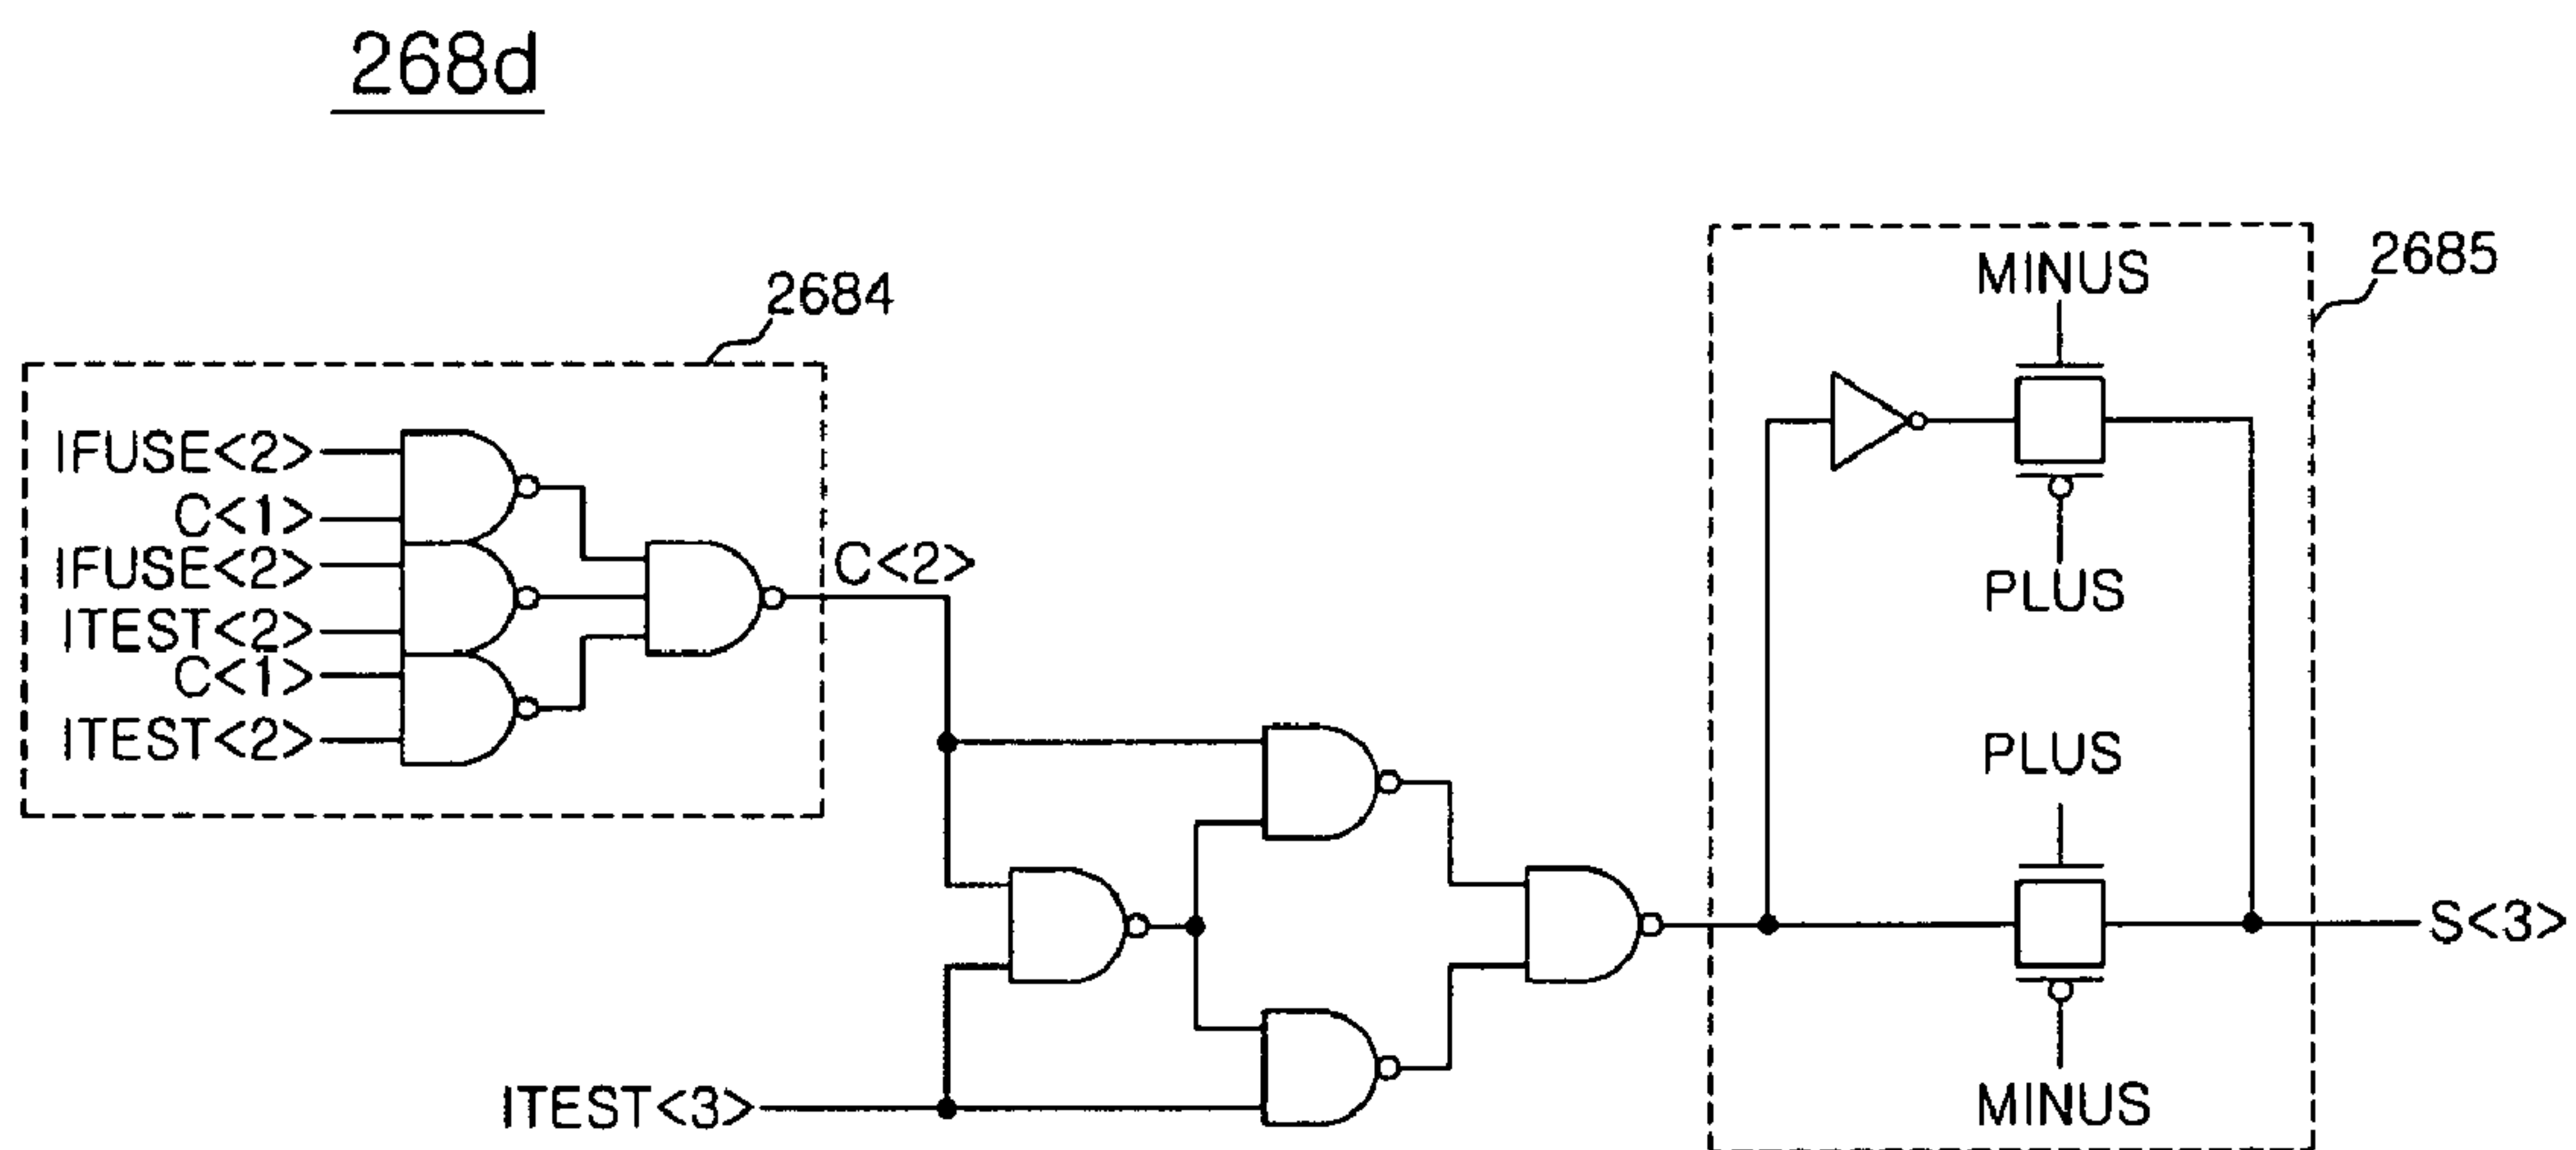 268d
2684
IFUSE<2>
C<1>
IFUSE<2>
ITEST<2>
C<1>
ITEST<2>
C<2>
ITEST<3>
2685
MINUS
PLUS
PLUS
MINUS
S<3>